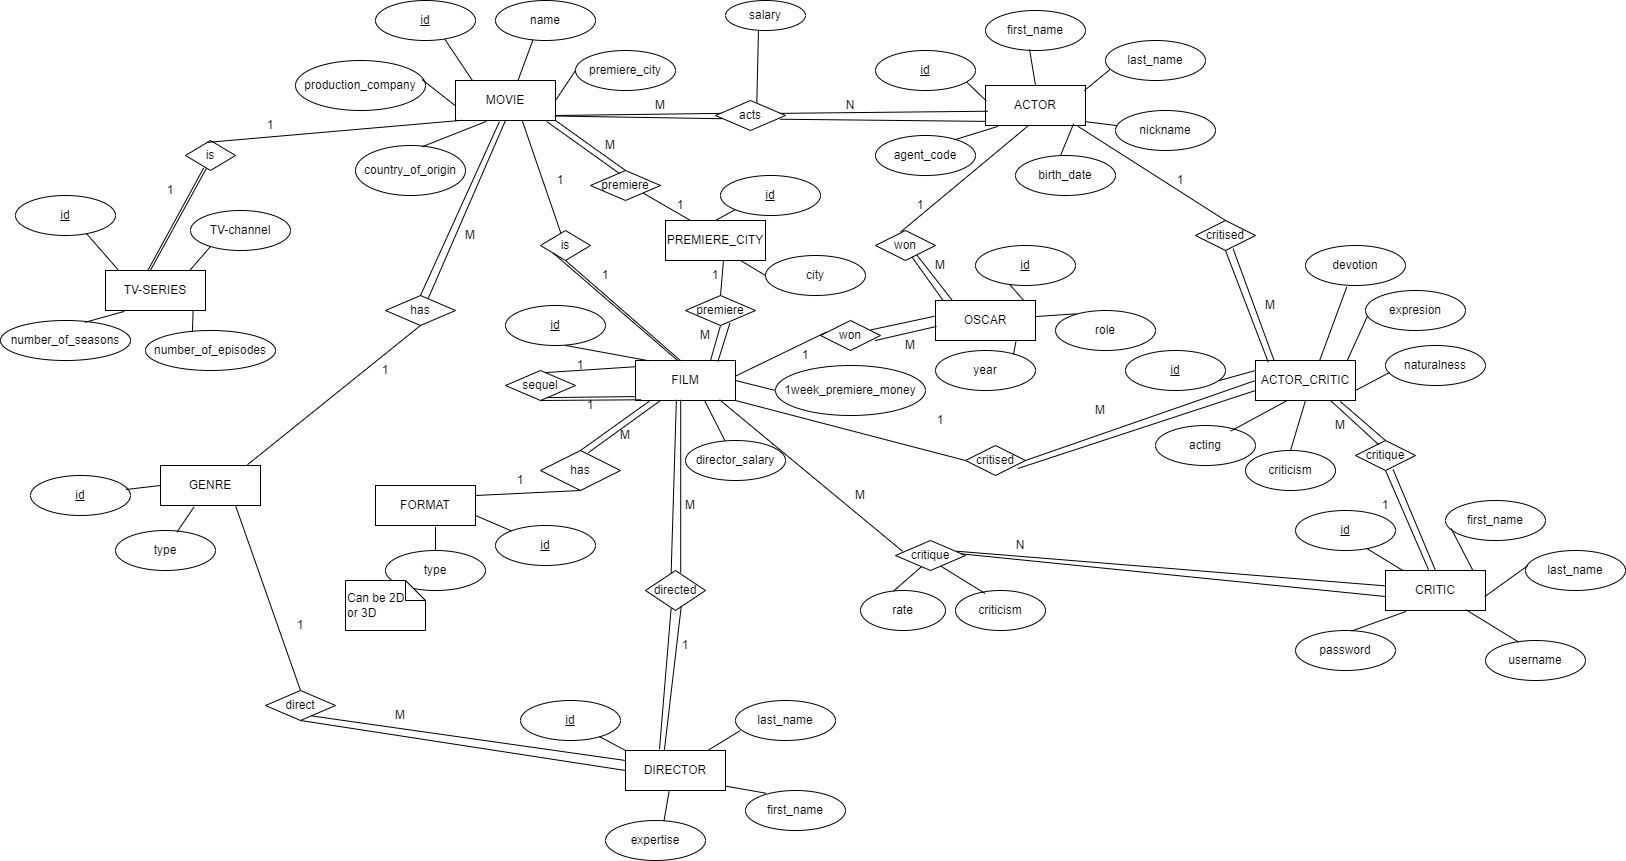 id
name
salary
first_name
production_company
premiere_city
id
last_name
MOVIE
M
N
ACTOR
acts
1
nickname
is
M
agent_code
country_of_origin
premiere
birth_date
1
1
1
id
1
1
id
TV-channel
M
PREMIERE_CITY
critised
is
won
M
id
devotion
1
1
city
TV-SERIES
has
premiere
M
expresion
OSCAR
id
role
number_of_seasons
number_of_episodes
M
won
M
1
1
1
sequel
FILM
1week_premiere_money
year
id
ACTOR_CRITIC
naturalness
1
M
1
M
M
acting
director_salary
critised
critique
has
criticism
GENRE
1
id
FORMAT
M
M
1
id
type
id
N
first_name
critique
type
last_name
Can be 2D
or 3D
directed
CRITIC
rate
criticism
1
1
password
username
direct
M
id
last_name
DIRECTOR
first_name
expertise